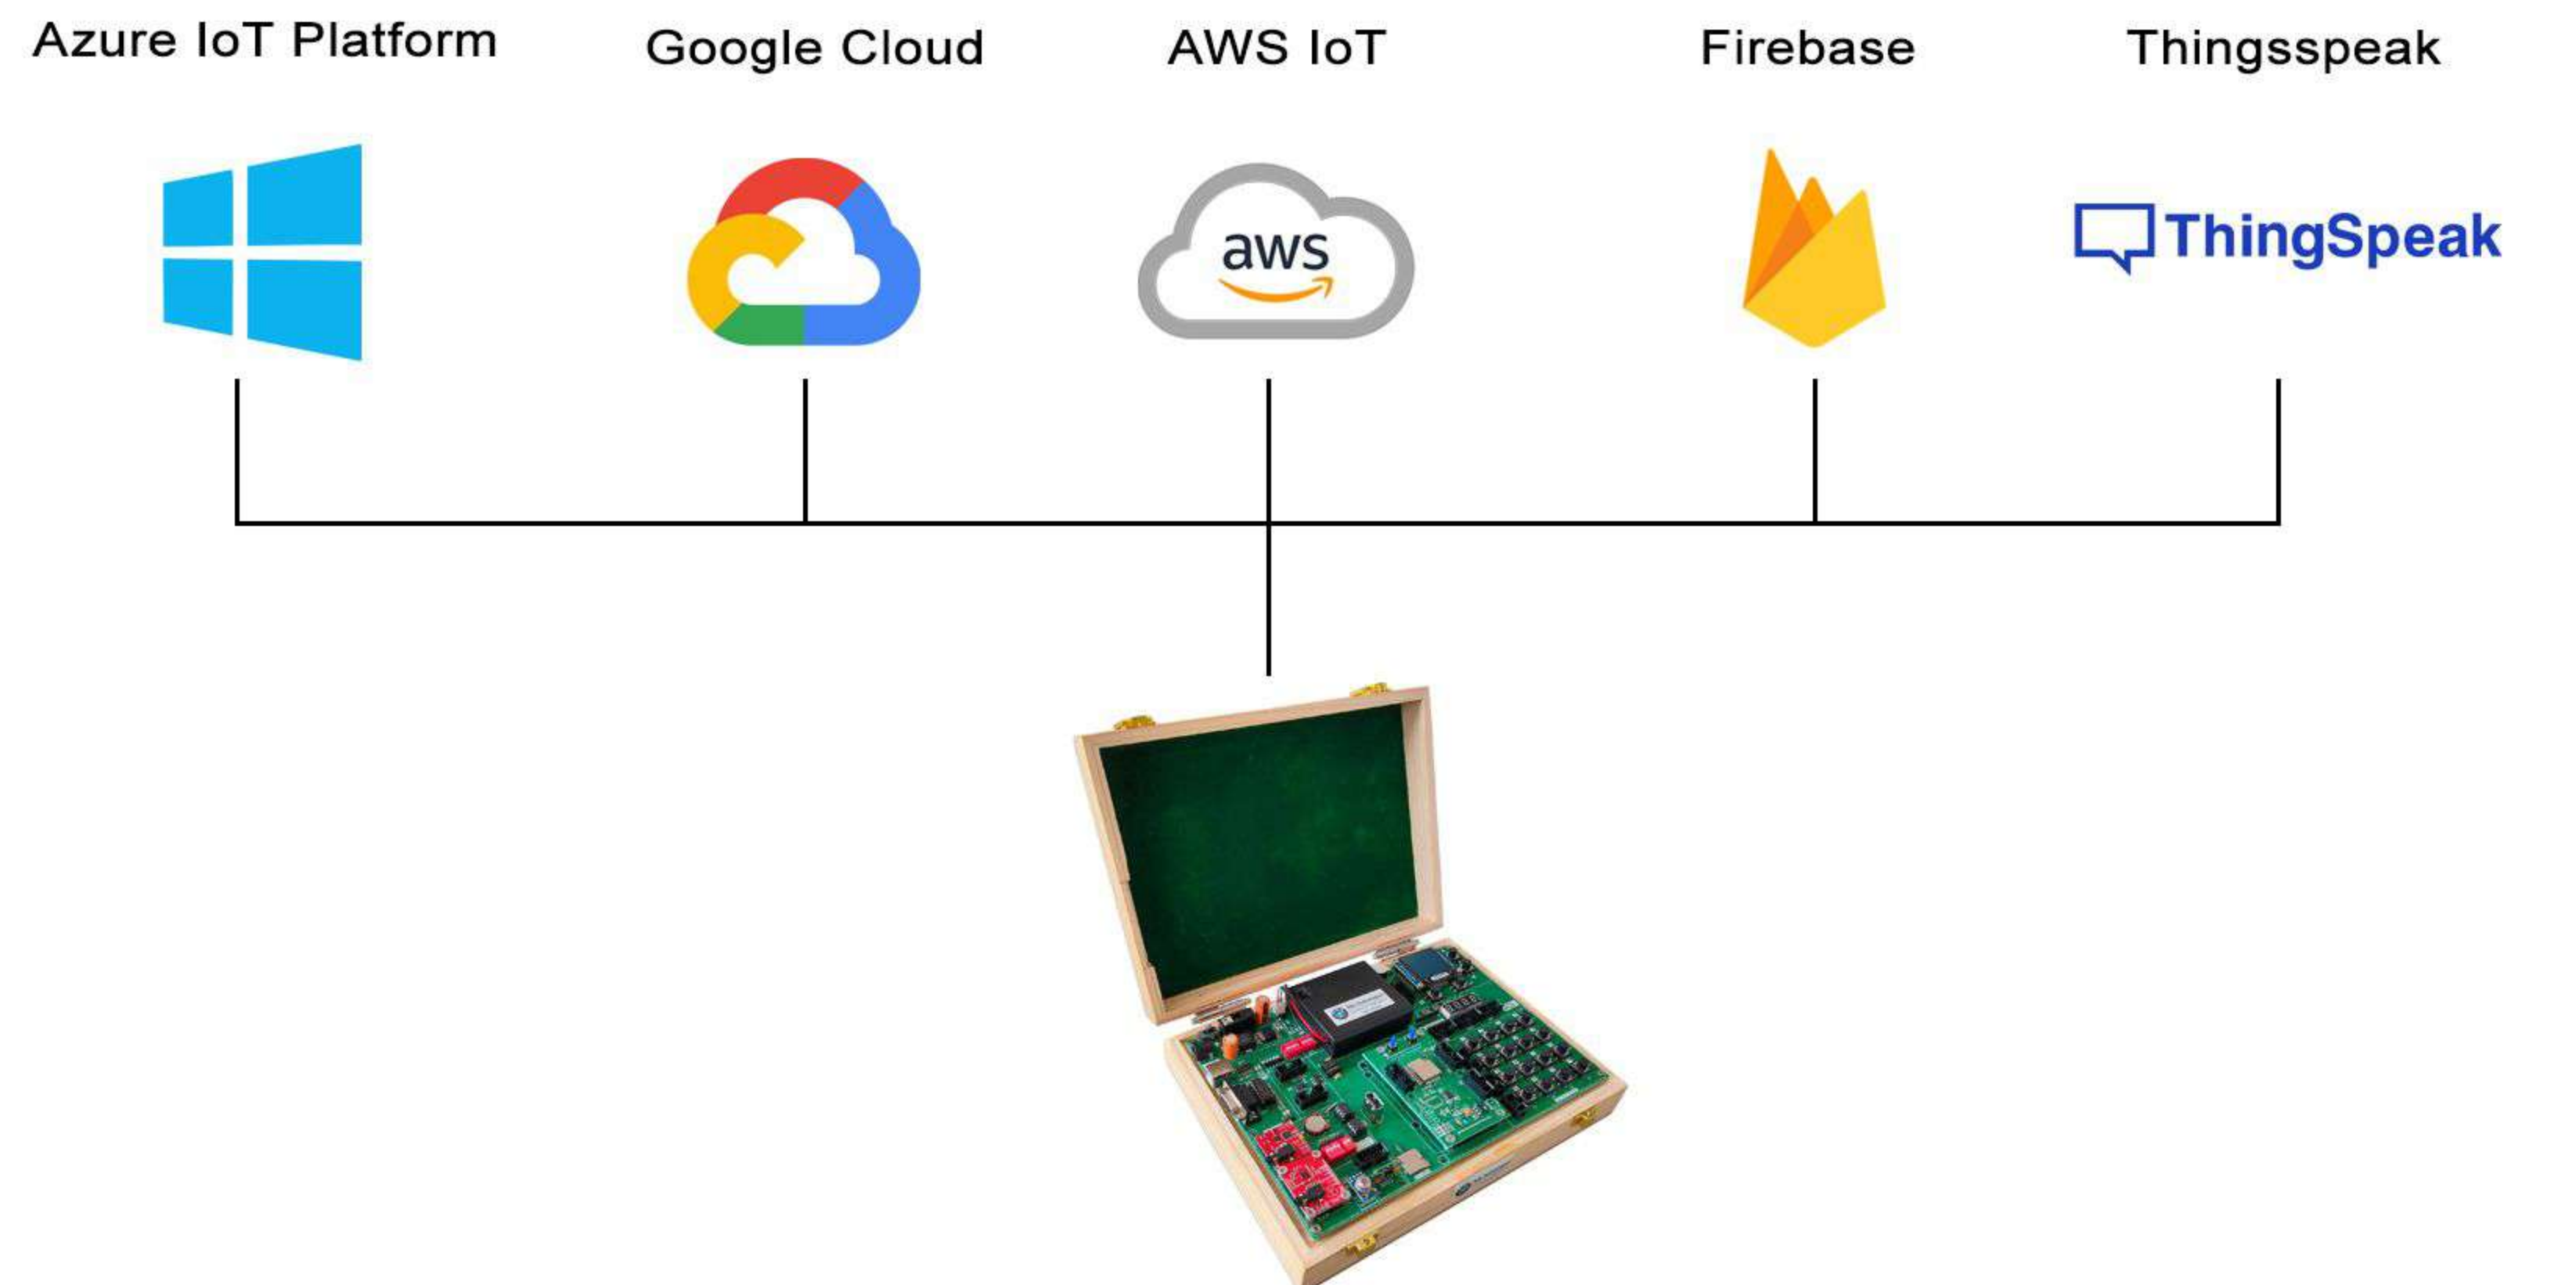 Azure IoT Platform
Google Cloud
AWS IoT
Firebase
Thingsspeak
aws
ThingSpeak